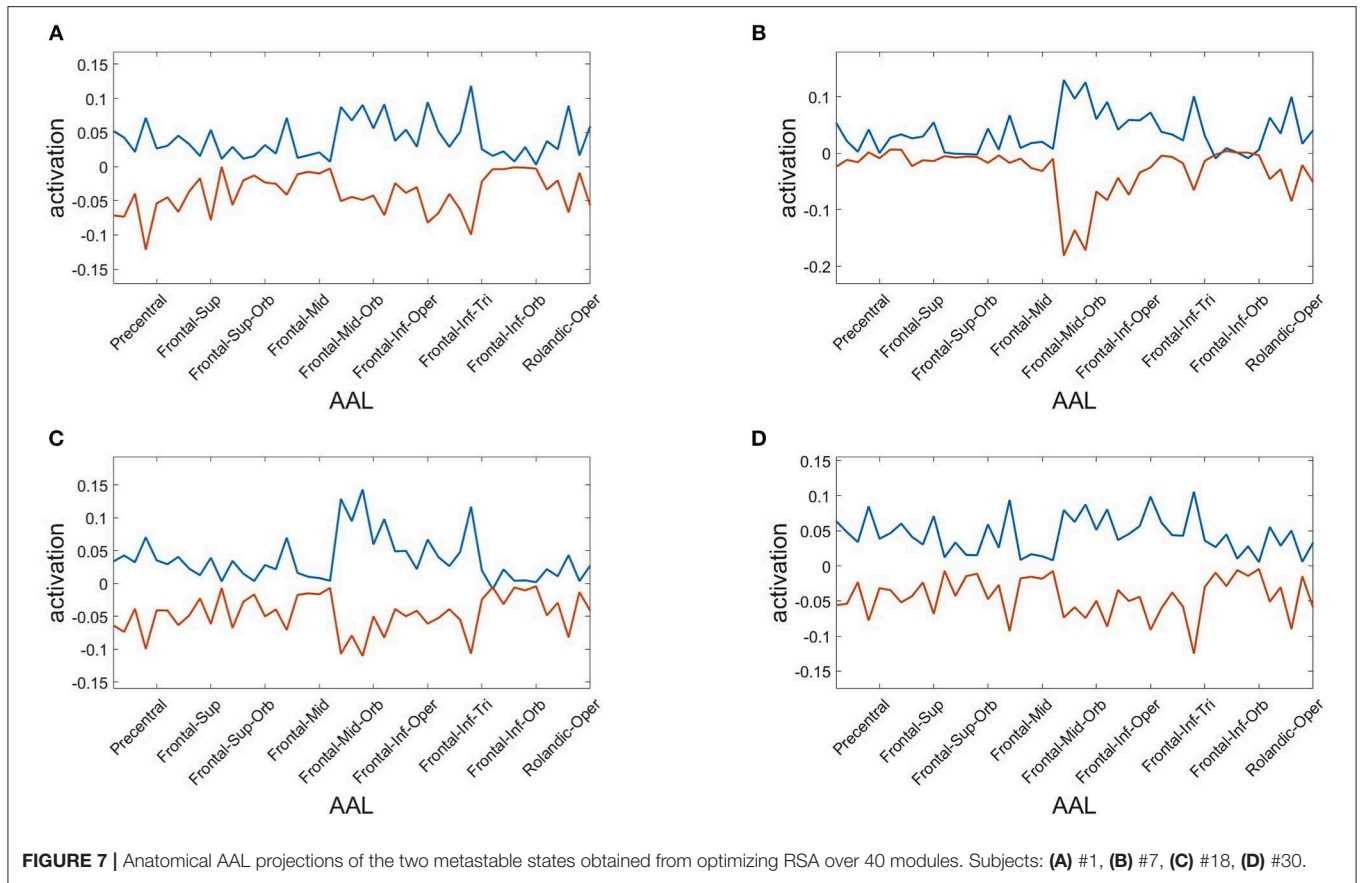 A
0.15
0.1
0.05
0
-0.05
-0.1
-0.15
activation
Precentral
Frontal-Sup
Frontal-Sup-Orb
Frontal-Mid
Frontal-Mid-Orb
Frontal-Inf-Oper
Frontal-Inf-Tri
Frontal-Inf-Orb
Rolandic-Oper
AAL
B
0.1
0
-0.1
-0.2
activation
Precentral
Frontal-Sup
Frontal-Sup-Orb
Frontal-Mid
Frontal-Mid-Orb
Frontal-Inf-Oper
Frontal-Inf-Tri
Frontal-Inf-Orb
Rolandic-Oper
AAL
C
0.15
0.1
0.05
0
-0.05
-0.1
-0.15
activation
Precentral
Frontal-Sup
Frontal-Sup-Orb
Frontal-Mid
Frontal-Mid-Orb
Frontal-Inf-Oper
Frontal-Inf-Tri
Frontal-Inf-Orb
Rolandic-Oper
AAL
D
0.15
0.1
0.05
0
-0.05
-0.1
-0.15
activation
Precentral
Frontal-Sup
Frontal-Sup-Orb
Frontal-Mid
Frontal-Mid-Orb
Frontal-Inf-Oper
Frontal-Inf-Tri
Frontal-Inf-Orb
Rolandic-Oper
AAL
FIGURE 7 | Anatomical AAL projections of the two metastable states obtained from optimizing RSA over 40 modules. Subjects: (A) #1, (B) #7, (C) #18, (D) #30.